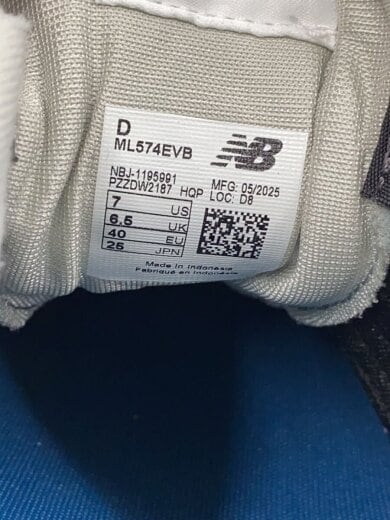 D
ML574EVB
NB
NBJ-1195991
PZZDW2187 HQP
MFG: 05/2025
LOC: D8
7 US
6.5 UK
40 EU
25 JPN
Made in Indonesia
Fabriqué en Indonésie